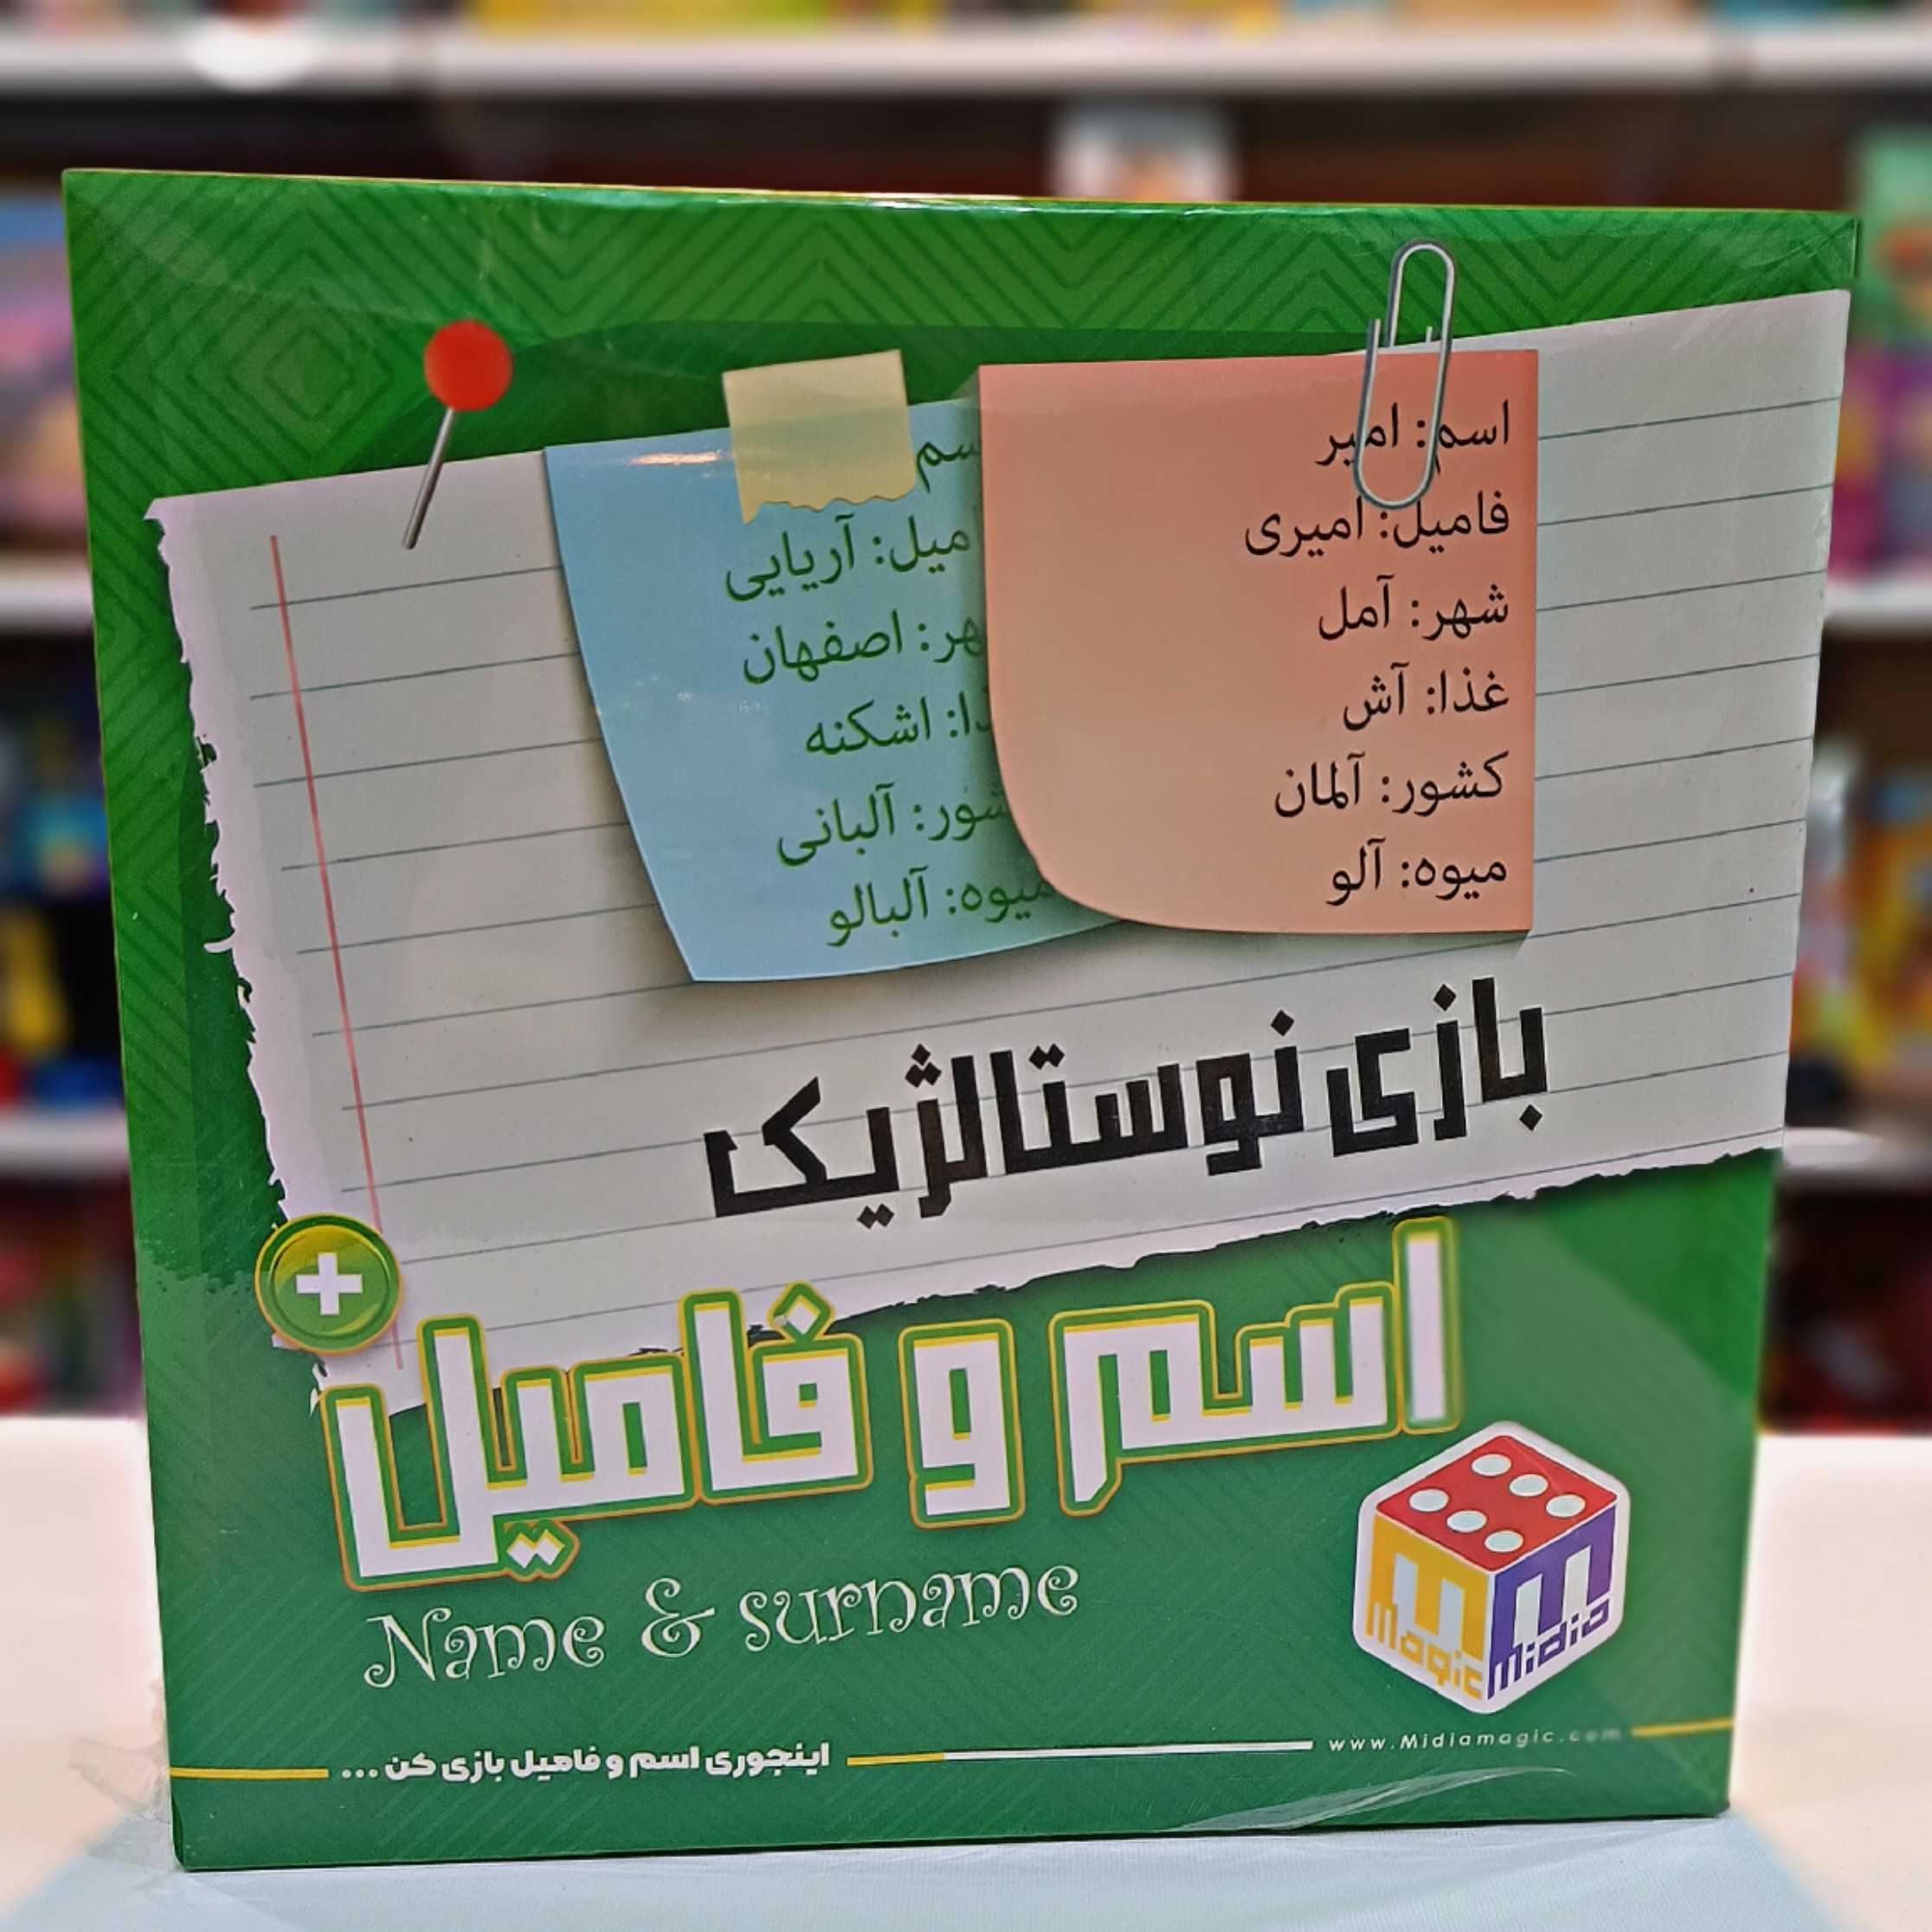 اسم: امیر
فامیل: امیری
شهر: آمل
غذا: آش
کشور: آلمان
میوه: آلو
سم
میل: آریایی
هر: اصفهان
ذا: اشکنه
شور: آلبانی
میوه: آلبالو
بازی نوستالژیک
اسم و فامیل
+
Name & surname
Magic Midia
www.Midiamagic.com
اینجوری اسم و فامیل بازی کن ...